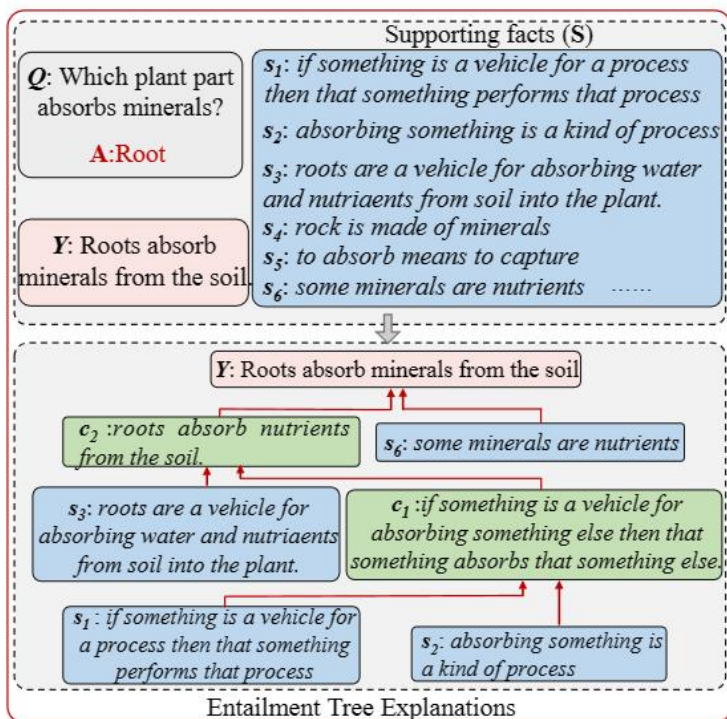 Supporting facts (S)
Q: Which plant part
absorbs minerals?
A:Root
Y: Roots absorb
minerals from the soil.
s1: if something is a vehicle for a process
then that something performs that process
s2: absorbing something is a kind of process
s3: roots are a vehicle for absorbing water
and nutriaents from soil into the plant.
s4: rock is made of minerals
s5: to absorb means to capture
s6: some minerals are nutrients ......
Y: Roots absorb minerals from the soil
c2 :roots absorb nutrients
from the soil.
s6: some minerals are nutrients
s3: roots are a vehicle for
absorbing water and nutriaents
from soil into the plant.
c1 :if something is a vehicle for
absorbing something else then that
something absorbs that something else.
s1: if something is a vehicle for
a process then that something
performs that process
s2: absorbing something is
a kind of process
Entailment Tree Explanations